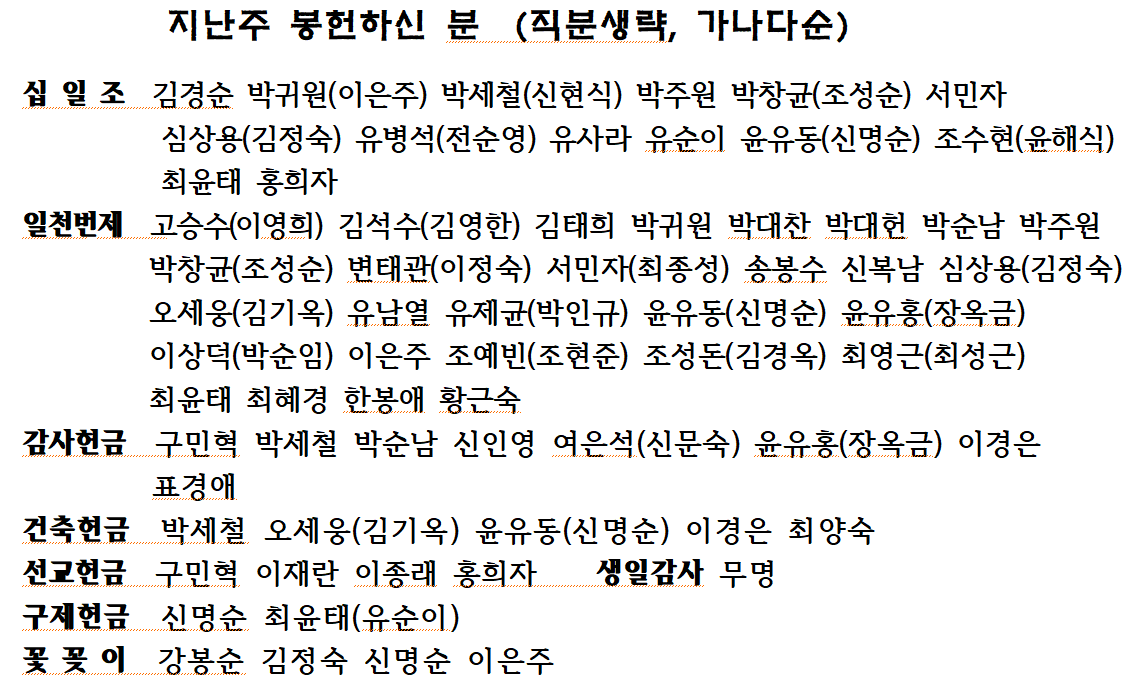 지난주 봉헌하신 분 (직분생략, 가나다순)
십 일 조 김경순 박귀원(이은주) 박세철(신현식) 박주원 박창균(조성순) 서민자
심상용(김정숙) 유병석(전순영) 유사라 유순이 윤유동(신명순) 조수현(윤해식)
최윤태 홍희자
일천번제 고승수(이영희) 김석수(김영한) 김태희 박귀원 박대찬 박대헌 박순남 박주원
박창균(조성순) 변태관(이정숙) 서민자(최종성) 송봉수 신복남 심상용(김정숙)
오세웅(김기옥) 유남열 유제균(박인규) 윤유동(신명순) 윤유홍(장옥금)
이상덕(박순임) 이은주 조예빈(조현준) 조성돈(김경옥) 최영근(최성근)
최윤태 최혜경 한봉애 황근숙
감사헌금 구민혁 박세철 박순남 신인영 여은석(신문숙) 윤유홍(장옥금) 이경은
표경애
건축헌금 박세철 오세웅(김기옥) 윤유동(신명순) 이경은 최양숙
선교헌금 구민혁 이재란 이종래 홍희자 생일감사 무명
구제헌금 신명순 최윤태(유순이)
꽃 꽂 이 강봉순 김정숙 신명순 이은주